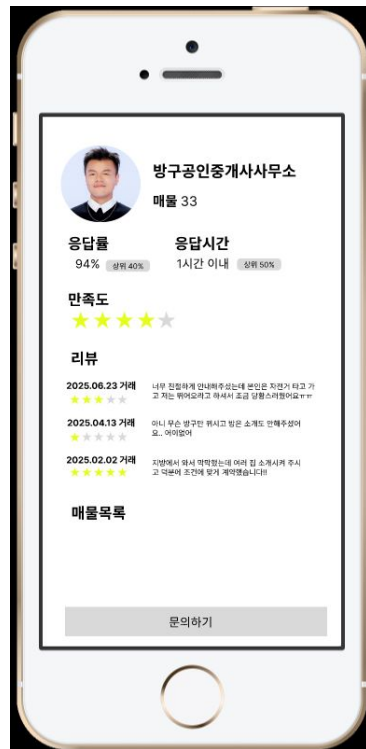 방구공인중개사사무소
매물 33
응답률 응답시간
94% 상위 40% 1시간 이내 상위 50%
만족도
리뷰
2025.06.23 거래
너무 친절하게 안내해주셨는데 본인은 자전거 타고 가
고 저는 뛰어오라고 하셔서 조금 당황스러웠어요ㅠㅠ
2025.04.13 거래
아니 무슨 방구만 뀌시고 방은 소개도 안해주셨어
요.. 어이없어
2025.02.02 거래
지방에서 와서 막막했는데 여러 집 소개시켜 주시
고 덕분에 조건에 맞게 계약했습니다!!
매물목록
문의하기